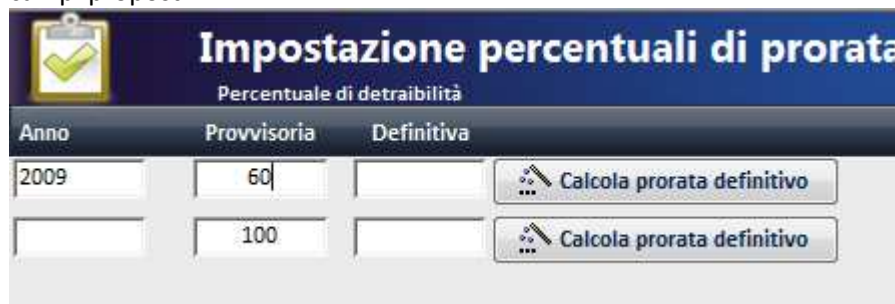 Impostazione percentuali di prorata
Percentuale di detraibilità
Anno Provvisoria Definitiva
2009 60 Calcola prorata definitivo
100 Calcola prorata definitivo